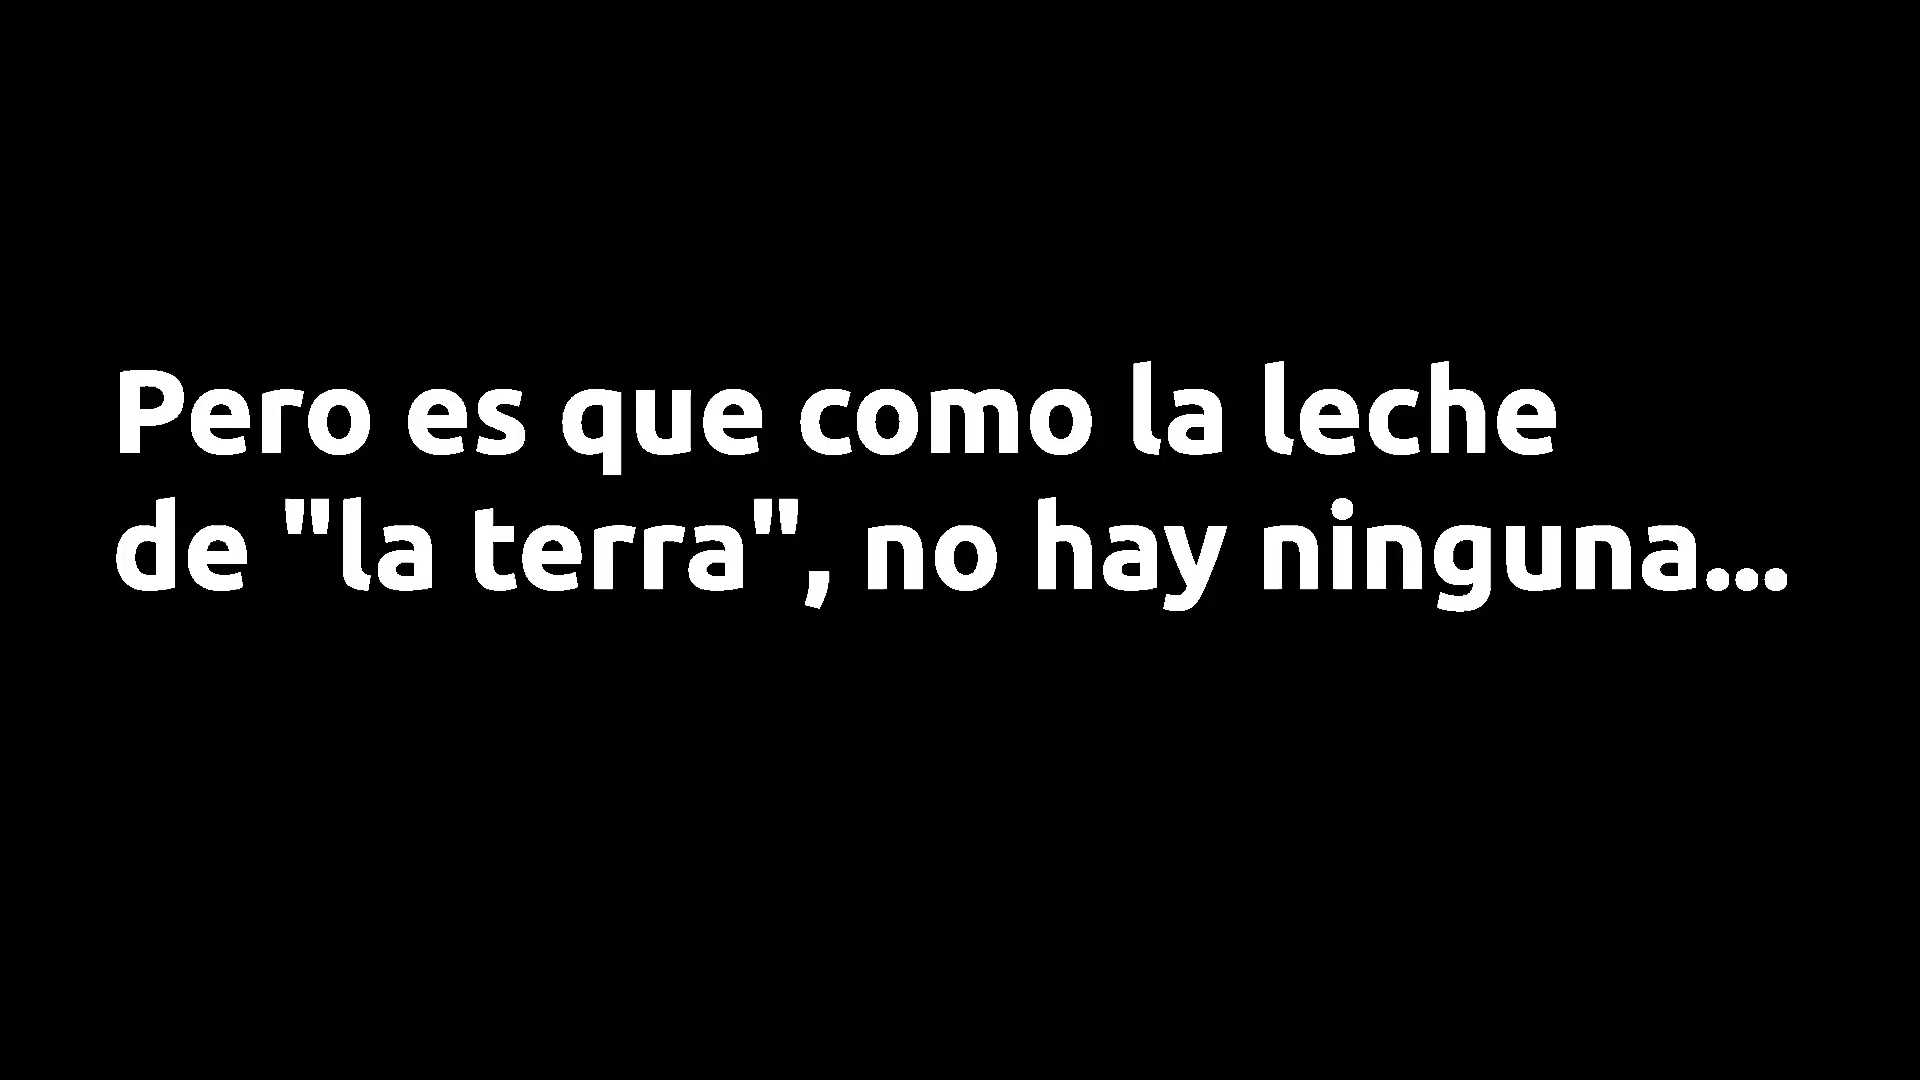 Pero es que como la leche
de "la terra", no hay ninguna...